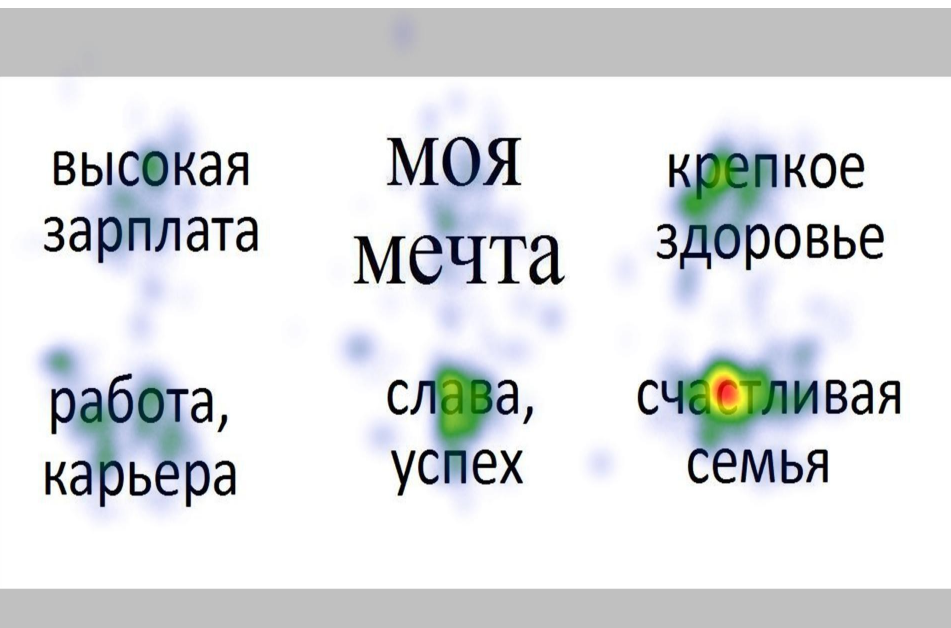 высокая
зарплата
моя
мечта
крепкое
здоровье
работа,
карьера
слава,
успех
счастливая
семья